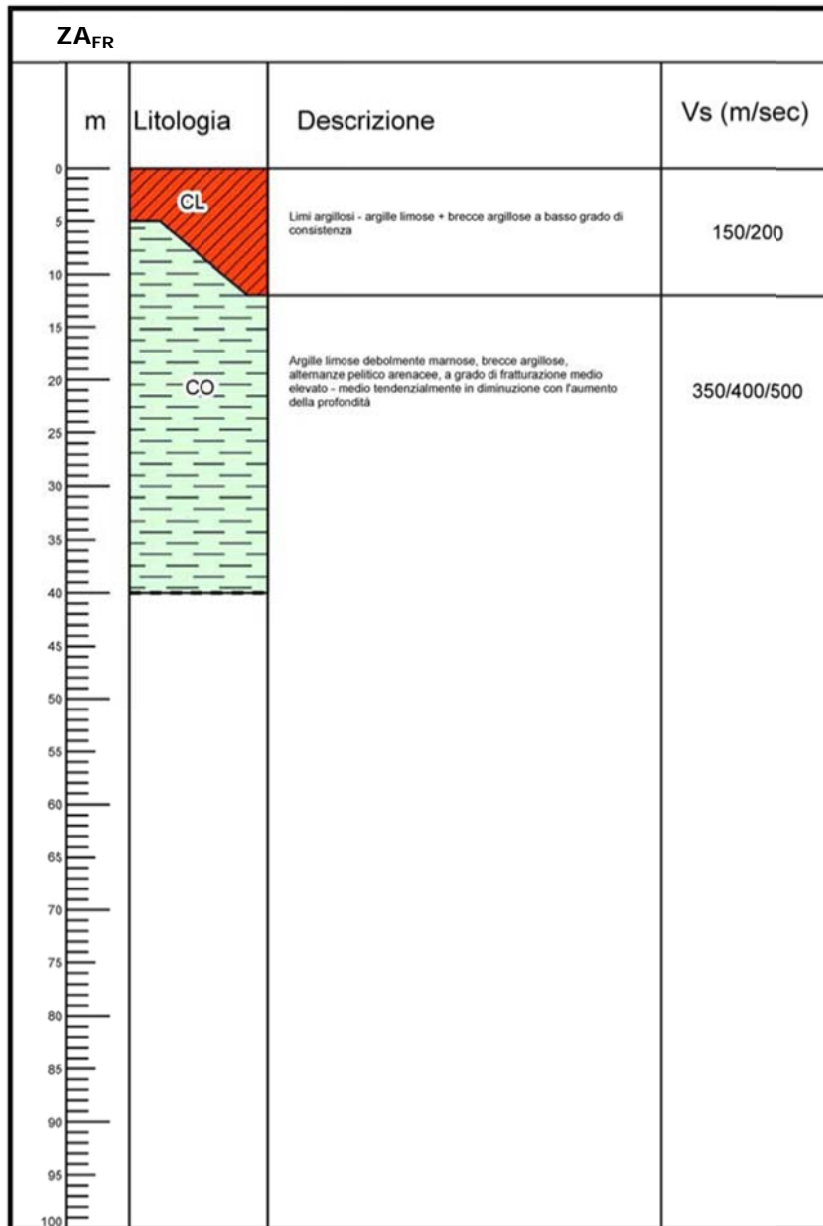 ZAFR
m
Litologia
Descrizione
Vs (m/sec)
0
5
10
15
20
25
30
35
40
45
50
55
60
65
70
75
80
85
90
95
100
CL
Limi argillosi - argille limose + brecce argillose a basso grado di
consistenza
150/200
CO
Argille limose debolmente marnose, brecce argillose,
alternanze pelitico arenacee, a grado di fratturazione medio
elevato - medio tendenzialmente in diminuzione con l'aumento
della profondità
350/400/500